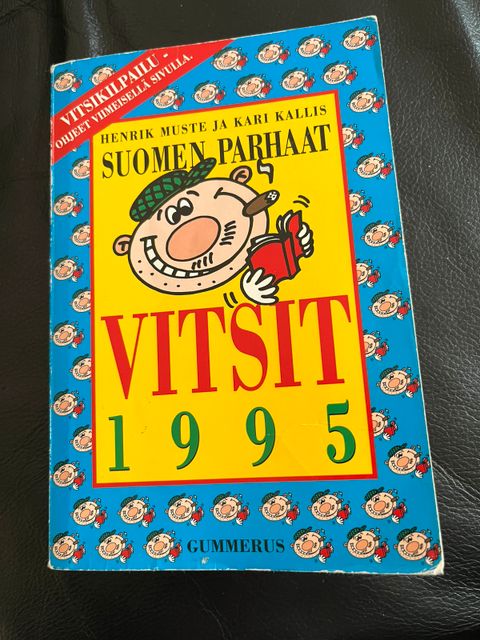 VITSIKILPAILU -
OHJEET VIIMEISELLÄ SIVULLA.
HENRIK MUSTE JA KARI KALLIS
SUOMEN PARHAAT
VITSIT
1995
GUMMERUS